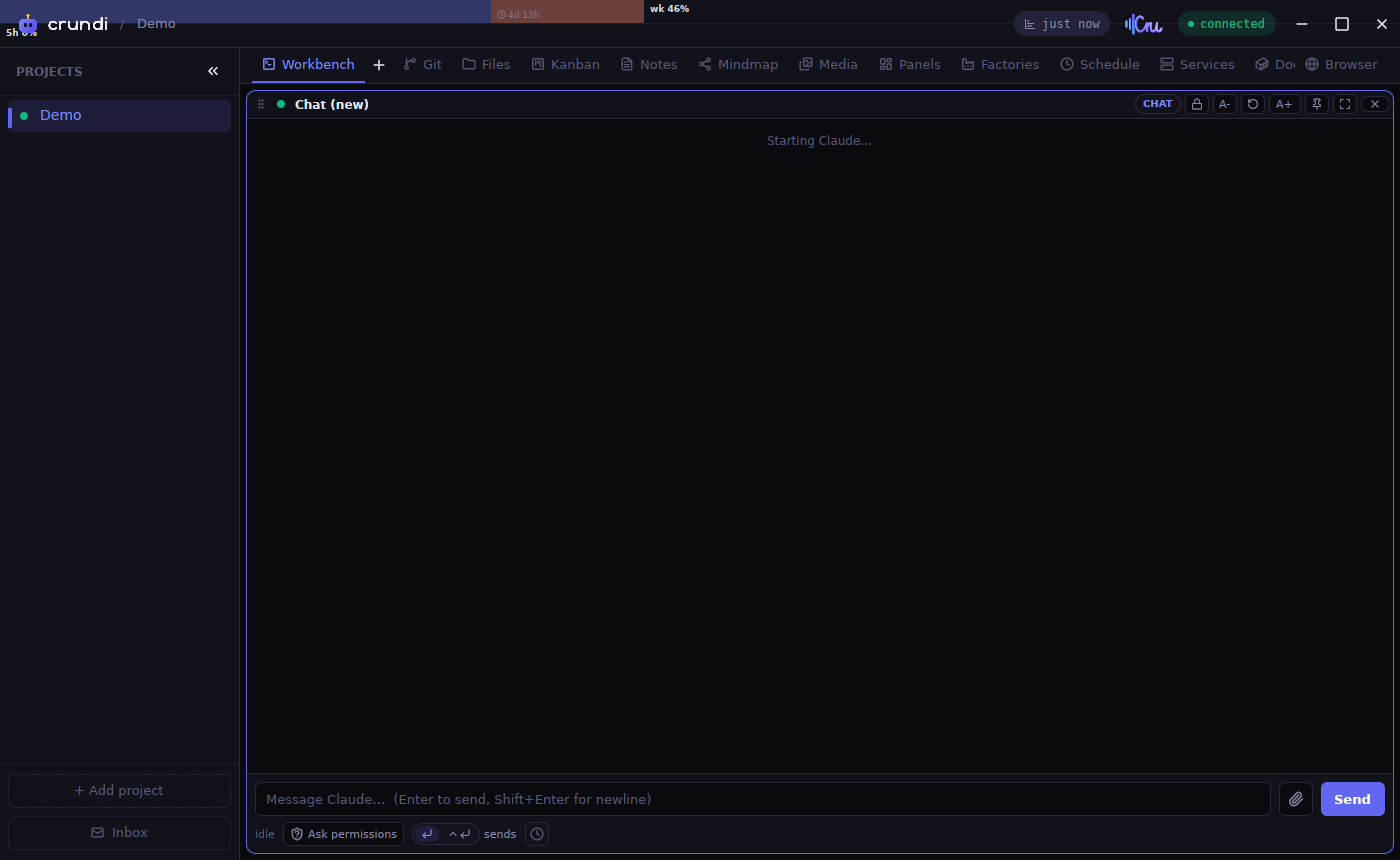 4d 13h
wk 46%
5h 0%
crundi / Demo
just now
Cru
connected
PROJECTS
Workbench
Git
Files
Kanban
Notes
Mindmap
Media
Panels
Factories
Schedule
Services
Doc
Browser
Demo
Chat (new)
CHAT
A-
A+
Starting Claude...
+ Add project
Inbox
Message Claude... (Enter to send, Shift+Enter for newline)
Send
idle
Ask permissions
sends